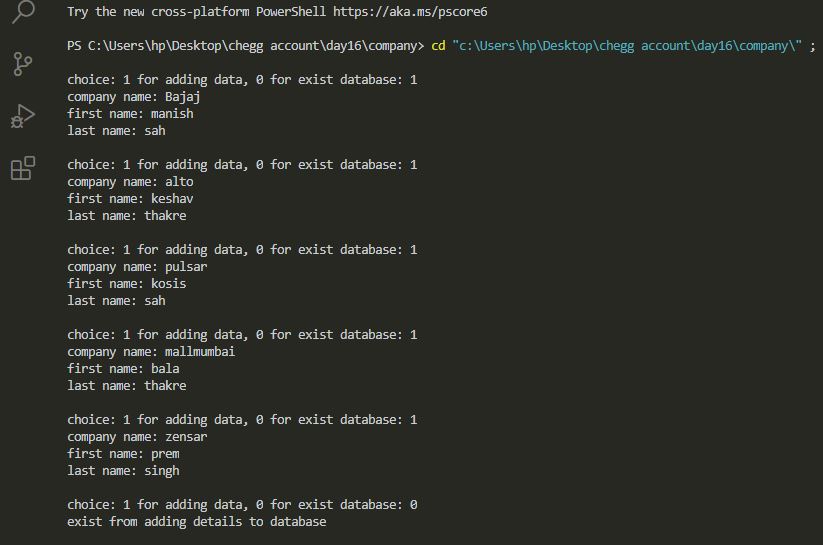 Try the new cross-platform PowerShell https://aka.ms/pscore6
PS C:\Users\hp\Desktop\chegg account\day16\company> cd "c:\Users\hp\Desktop\chegg account\day16\company\" ;
choice: 1 for adding data, 0 for exist database: 1
company name: Bajaj
first name: manish
last name: sah
choice: 1 for adding data, 0 for exist database: 1
company name: alto
first name: keshav
last name: thakre
choice: 1 for adding data, 0 for exist database: 1
company name: pulsar
first name: kosis
last name: sah
choice: 1 for adding data, 0 for exist database: 1
company name: mallmumbai
first name: bala
last name: thakre
choice: 1 for adding data, 0 for exist database: 1
company name: zensar
first name: prem
last name: singh
choice: 1 for adding data, 0 for exist database: 0
exist from adding details to database